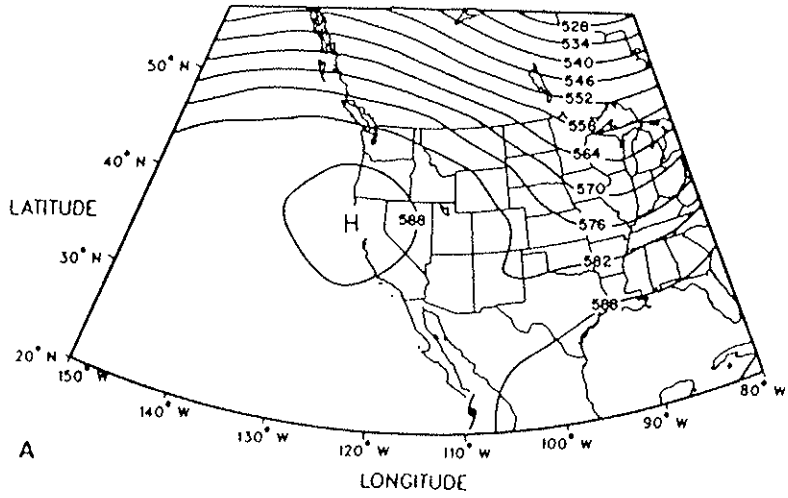 528
534
540
546
552
558
564
570
576
582
588
588
H
50° N
40° N
LATITUDE
30° N
20° N
150° W
140° W
130° W
120° W
110° W
100° W
90° W
80° W
A
LONGITUDE